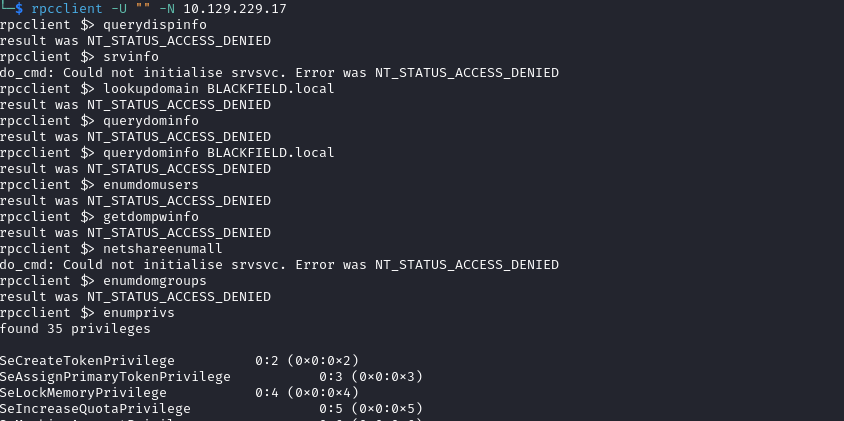 └─$ rpcclient -U "" -N 10.129.229.17
rpcclient $> querydispinfo
result was NT_STATUS_ACCESS_DENIED
rpcclient $> srvinfo
do_cmd: Could not initialise srvsvc. Error was NT_STATUS_ACCESS_DENIED
rpcclient $> lookupdomain BLACKFIELD.local
result was NT_STATUS_ACCESS_DENIED
rpcclient $> querydominfo
result was NT_STATUS_ACCESS_DENIED
rpcclient $> querydominfo BLACKFIELD.local
result was NT_STATUS_ACCESS_DENIED
rpcclient $> enumdomusers
result was NT_STATUS_ACCESS_DENIED
rpcclient $> getdompwinfo
result was NT_STATUS_ACCESS_DENIED
rpcclient $> netshareenumall
do_cmd: Could not initialise srvsvc. Error was NT_STATUS_ACCESS_DENIED
rpcclient $> enumdomgroups
result was NT_STATUS_ACCESS_DENIED
rpcclient $> enumprivs
found 35 privileges

SeCreateTokenPrivilege          0:2 (0×0:0×2)
SeAssignPrimaryTokenPrivilege           0:3 (0×0:0×3)
SeLockMemoryPrivilege           0:4 (0×0:0×4)
SeIncreaseQuotaPrivilege                0:5 (0×0:0×5)